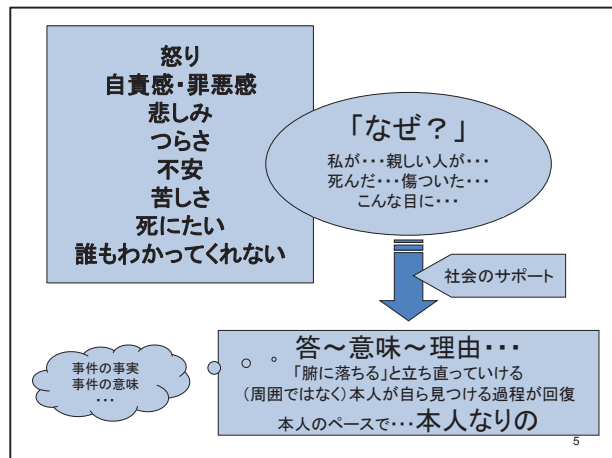 怒り
自責感・罪悪感
悲しみ
つらさ
不安
苦しさ
死にたい
誰もわかってくれない
「なぜ？」
私が・・・親しい人が・・・
死んだ・・・傷ついた・・・
こんな目に・・・
社会のサポート
答～意味～理由・・・
「腑に落ちる」と立ち直っていける
（周囲ではなく）本人が自ら見つける過程が回復
本人のペースで・・・本人なりの
事件の事実
事件の意味
・・・
5